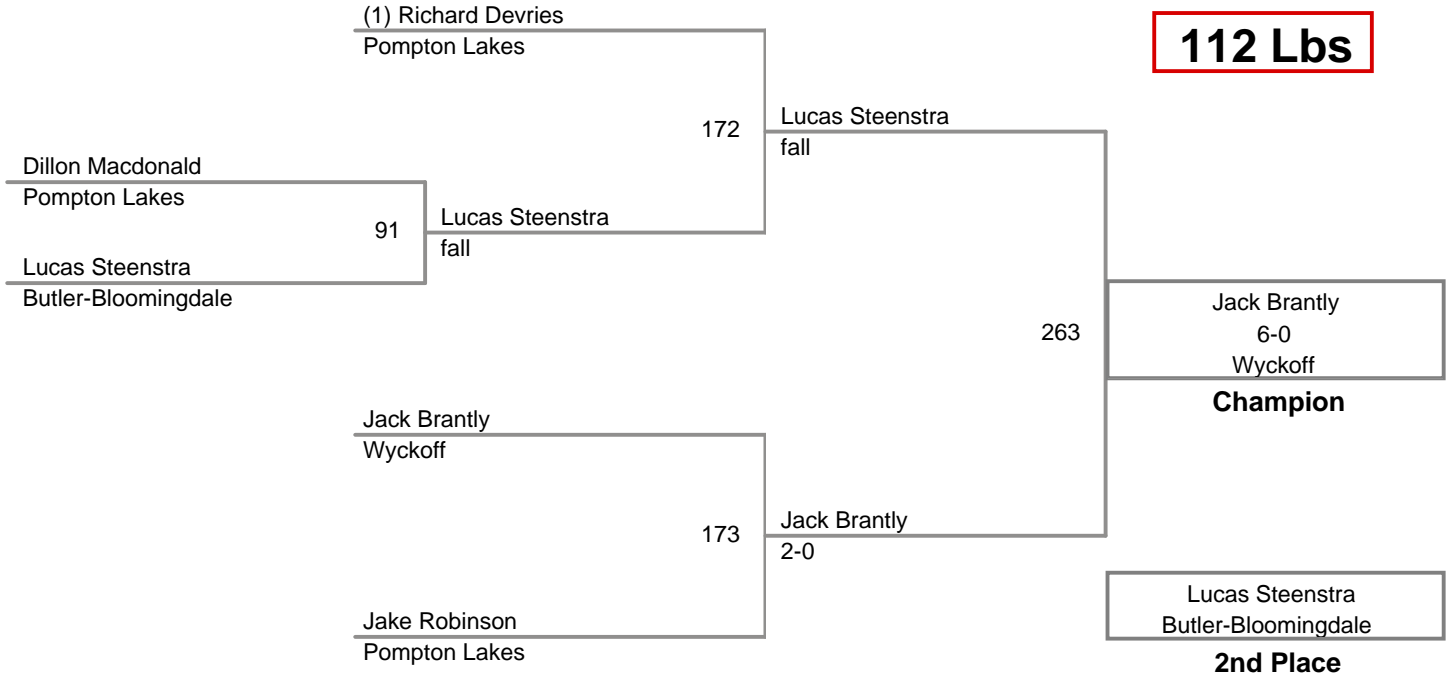 (1) Richard Devries
Pompton Lakes
112 Lbs
172
Lucas Steenstra
fall
Dillon Macdonald
Pompton Lakes
91
Lucas Steenstra
fall
Lucas Steenstra
Butler-Bloomingdale
263
Jack Brantly
6-0
Wyckoff
Champion
Jack Brantly
Wyckoff
173
Jack Brantly
2-0
Jake Robinson
Pompton Lakes
Lucas Steenstra
Butler-Bloomingdale
2nd Place